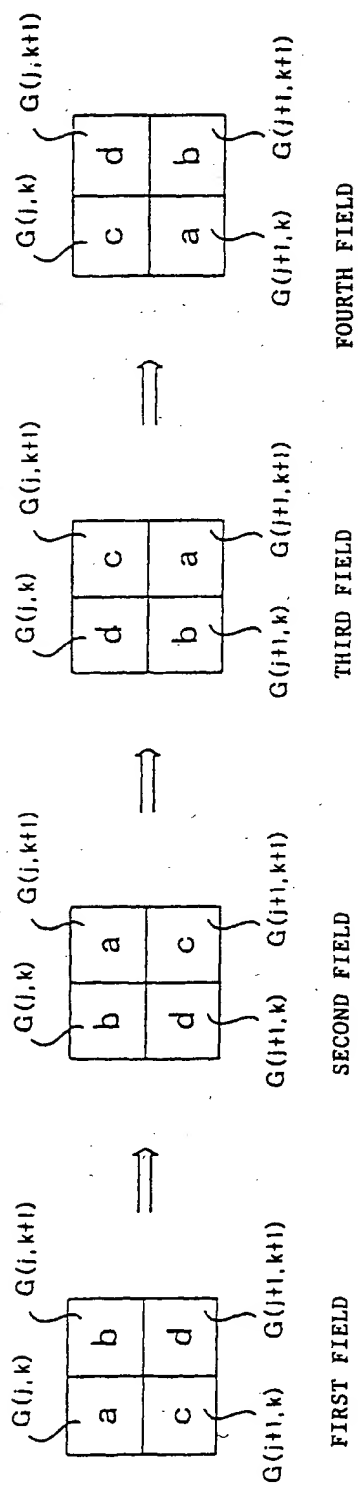 G(j,k) G(j,k+1)
a b
c d
G(j+1,k) G(j+1,k+1)
FIRST FIELD
G(j,k) G(j,k+1)
b a
d c
G(j+1,k) G(j+1,k+1)
SECOND FIELD
G(j,k) G(j,k+1)
d c
b a
G(j+1,k) G(j+1,k+1)
THIRD FIELD
G(j,k) G(j,k+1)
c d
a b
G(j+1,k) G(j+1,k+1)
FOURTH FIELD